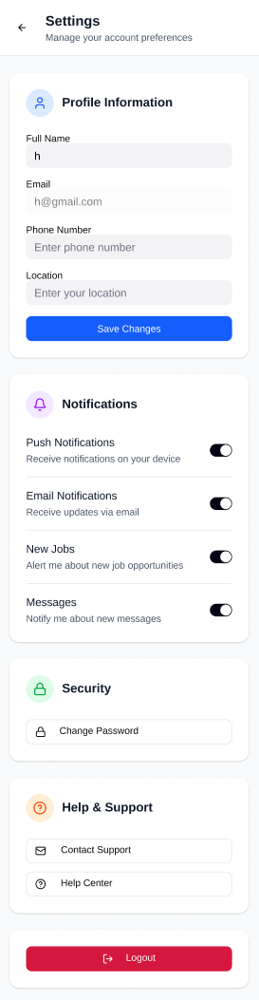 Settings
Manage your account preferences
Profile Information
Full Name
h
Email
h@gmail.com
Phone Number
Enter phone number
Location
Enter your location
Save Changes
Notifications
Push Notifications
Receive notifications on your device
Email Notifications
Receive updates via email
New Jobs
Alert me about new job opportunities
Messages
Notify me about new messages
Security
Change Password
Help & Support
Contact Support
Help Center
Logout